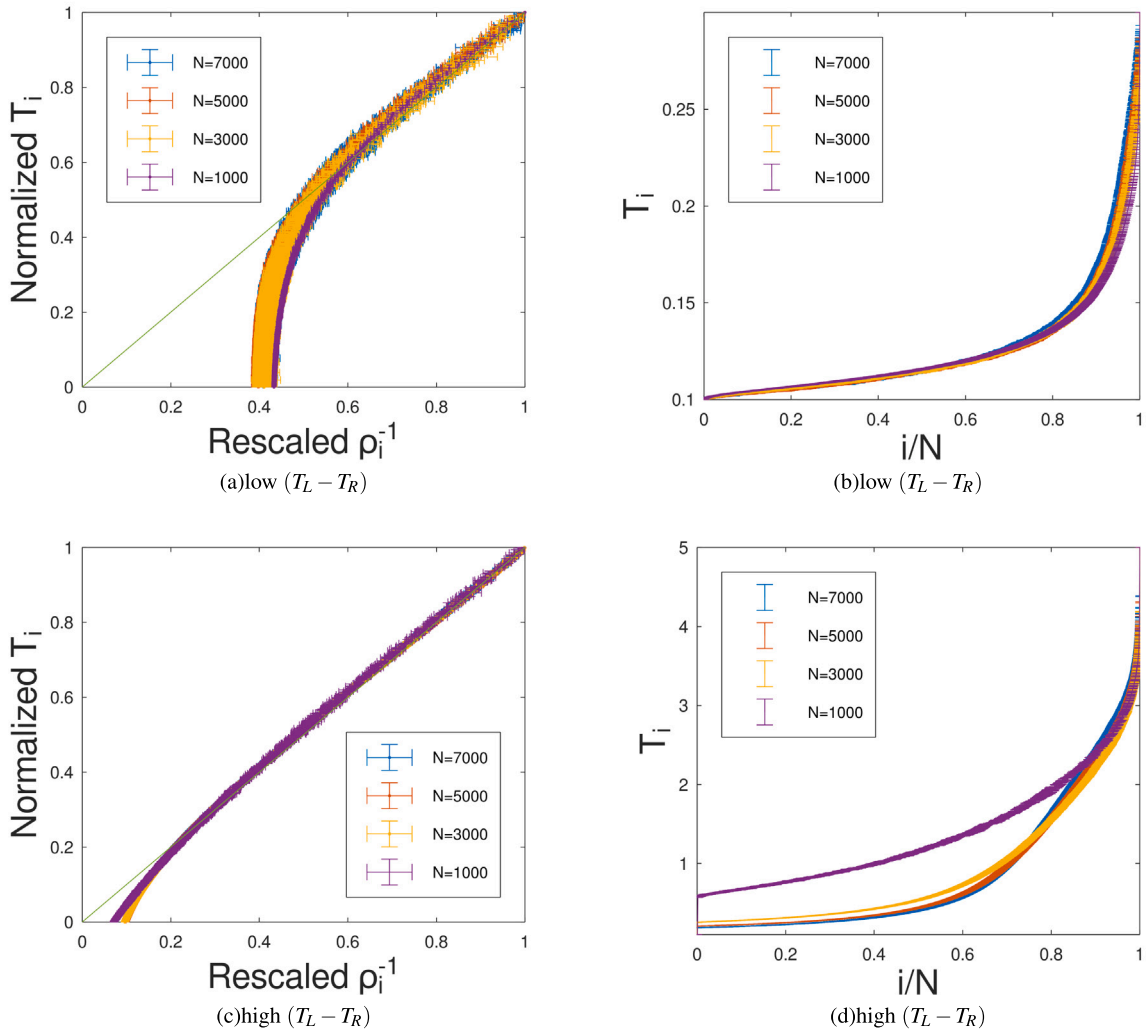 1
0.8
0.6
0.4
0.2
0
0 0.2 0.4 0.6 0.8 1
Normalized T_i
Rescaled ρ_i^-1
N=7000
N=5000
N=3000
N=1000
(a)low (T_L − T_R)
0.25
0.2
0.15
0.1
0 0.2 0.4 0.6 0.8 1
T_i
i/N
N=7000
N=5000
N=3000
N=1000
(b)low (T_L − T_R)
1
0.8
0.6
0.4
0.2
0
0 0.2 0.4 0.6 0.8 1
Normalized T_i
Rescaled ρ_i^-1
N=7000
N=5000
N=3000
N=1000
(c)high (T_L − T_R)
5
4
3
2
1
0 0.2 0.4 0.6 0.8 1
T_i
i/N
N=7000
N=5000
N=3000
N=1000
(d)high (T_L − T_R)